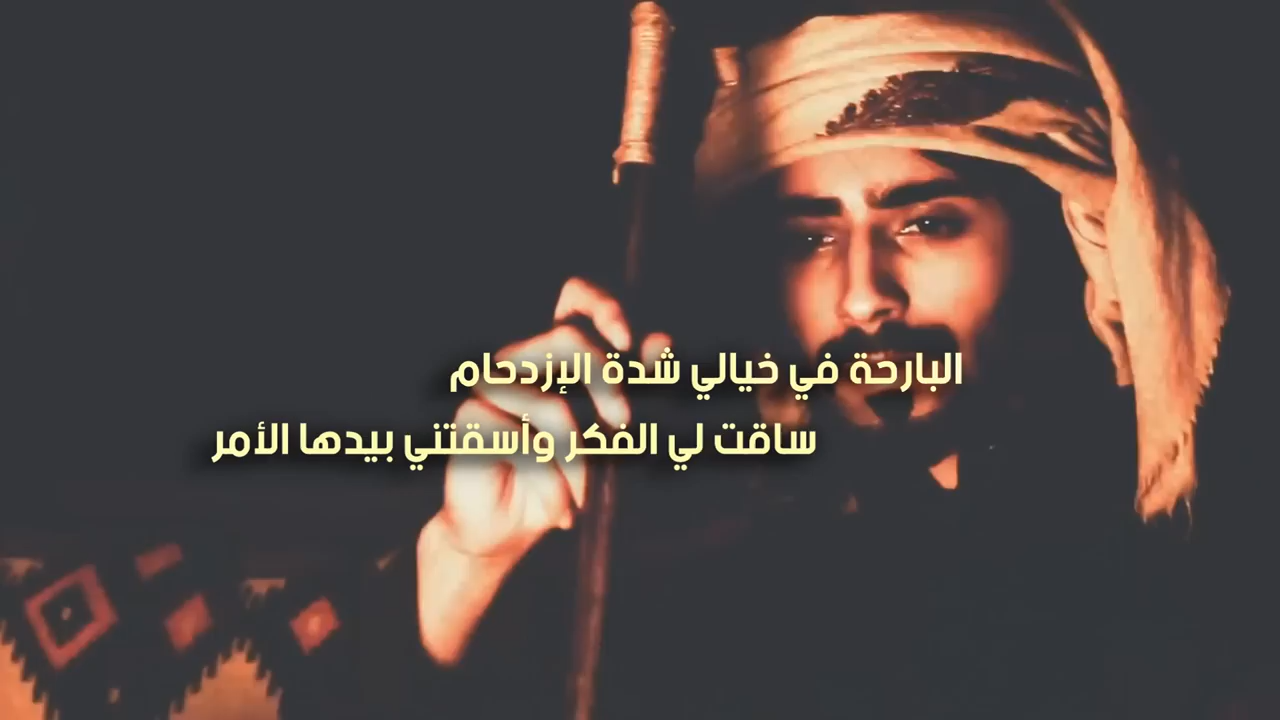 البارحة في خيالي شدة الإزدحام
ساقت لي الفكر وأسقتني بيدها الأمر